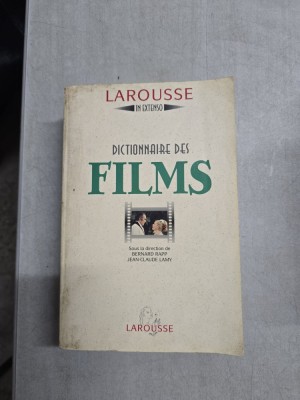 LAROUSSE
IN EXTENSO
DICTIONNAIRE DES
FILMS
Sous la direction de
BERNARD RAPP
JEAN-CLAUDE LAMY
LAROUSSE